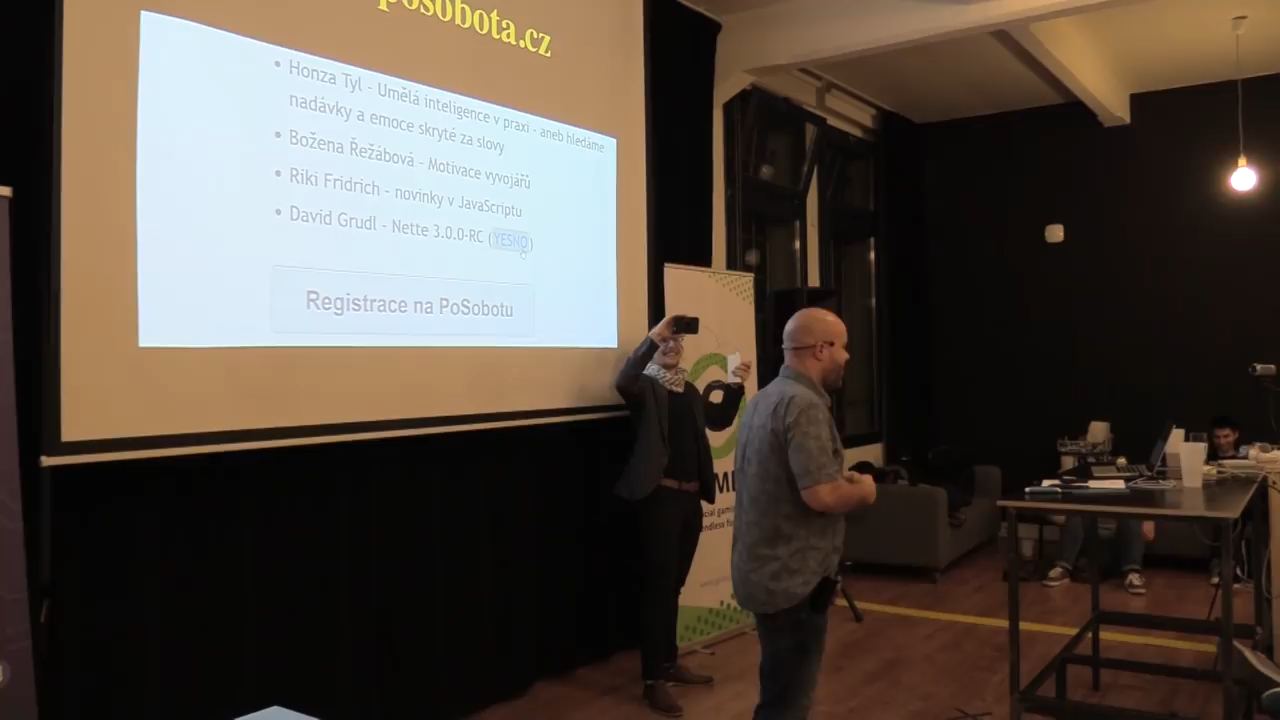 posobota.cz
• Honza Tyl - Umělá inteligence v praxi - aneb hledáme
nadávky a emoce skryté za slovy
• Božena Řežábová - Motivace vývojářů
• Riki Fridrich - novinky v JavaScriptu
• David Grudl - Nette 3.0.0-RC (YESNO)
Registrace na PoSobotu